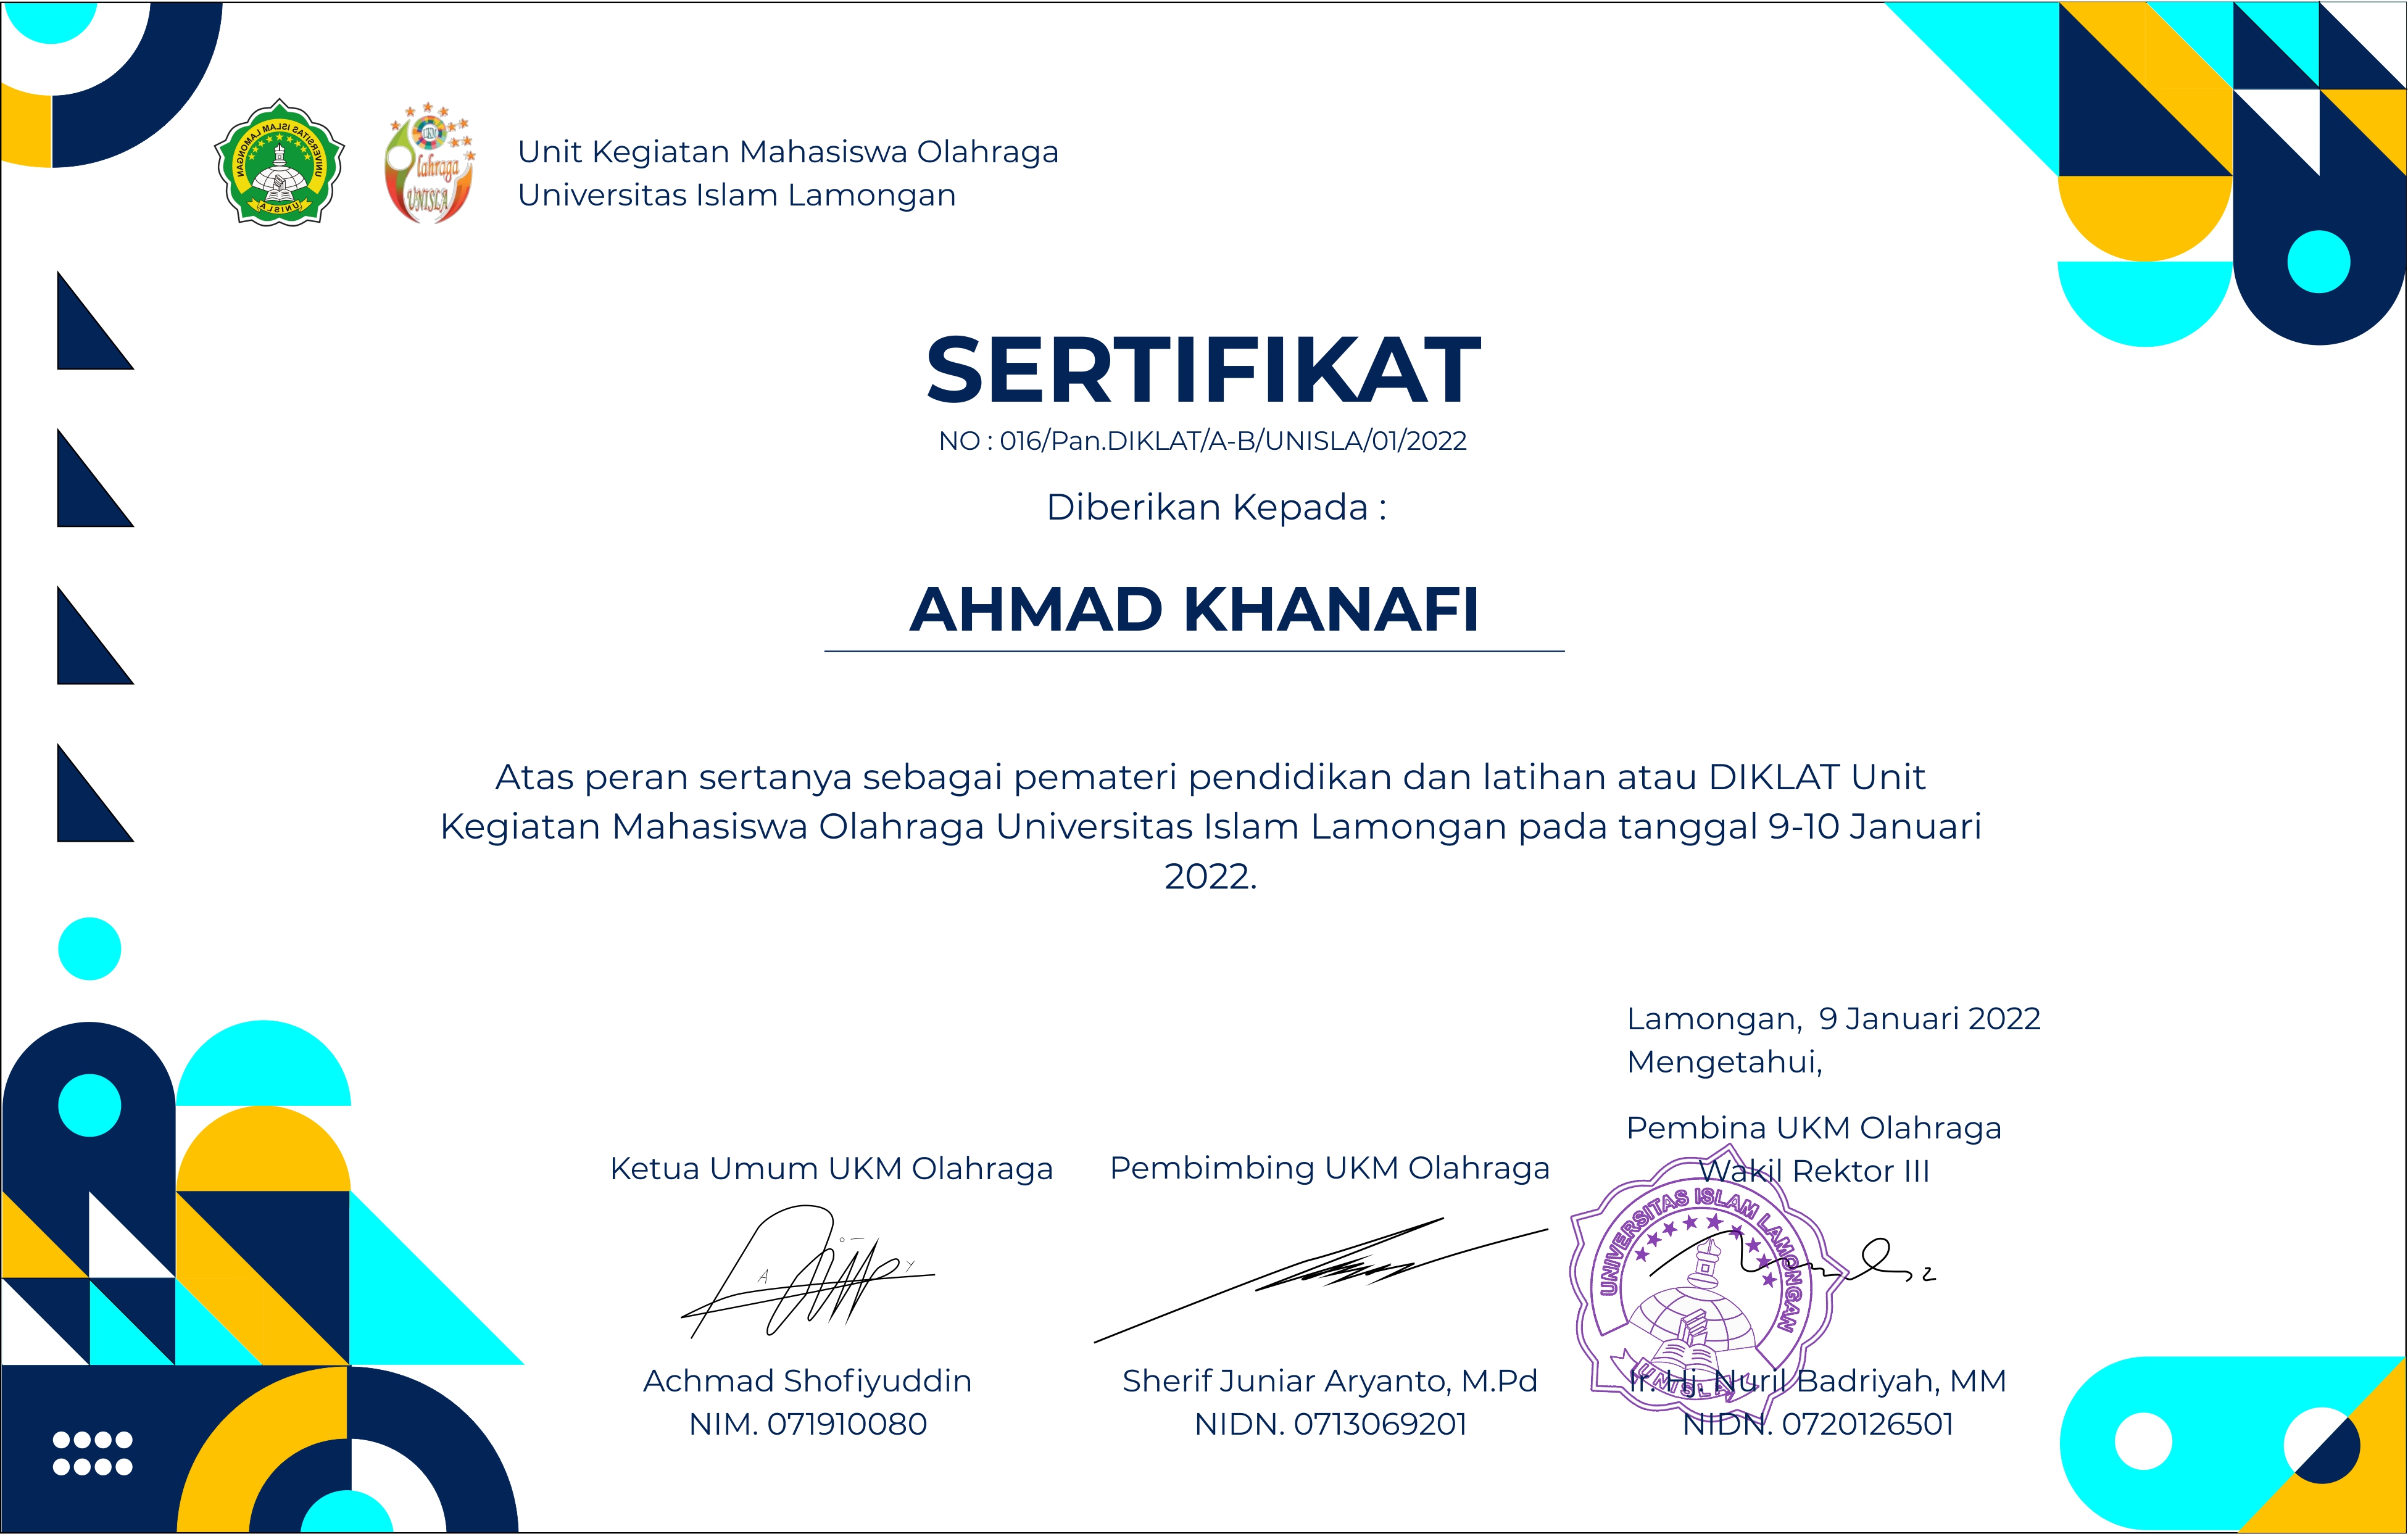 UNIVERSITAS ISLAM LAMONGAN
UNISLA
UKM
Olahraga
UNISLA
Unit Kegiatan Mahasiswa Olahraga
Universitas Islam Lamongan
SERTIFIKAT
NO : 016/Pan.DIKLAT/A-B/UNISLA/01/2022
Diberikan Kepada :
AHMAD KHANAFI
Atas peran sertanya sebagai pemateri pendidikan dan latihan atau DIKLAT Unit
Kegiatan Mahasiswa Olahraga Universitas Islam Lamongan pada tanggal 9-10 Januari
2022.
Lamongan,  9 Januari 2022
Mengetahui,
Ketua Umum UKM Olahraga
Achmad Shofiyuddin
NIM. 071910080
Pembimbing UKM Olahraga
Sherif Juniar Aryanto, M.Pd
NIDN. 0713069201
Pembina UKM Olahraga
Wakil Rektor III
UNIVERSITAS ISLAM LAMONGAN
UNISLA
Ir. Hj. Nuril Badriyah, MM
NIDN. 0720126501